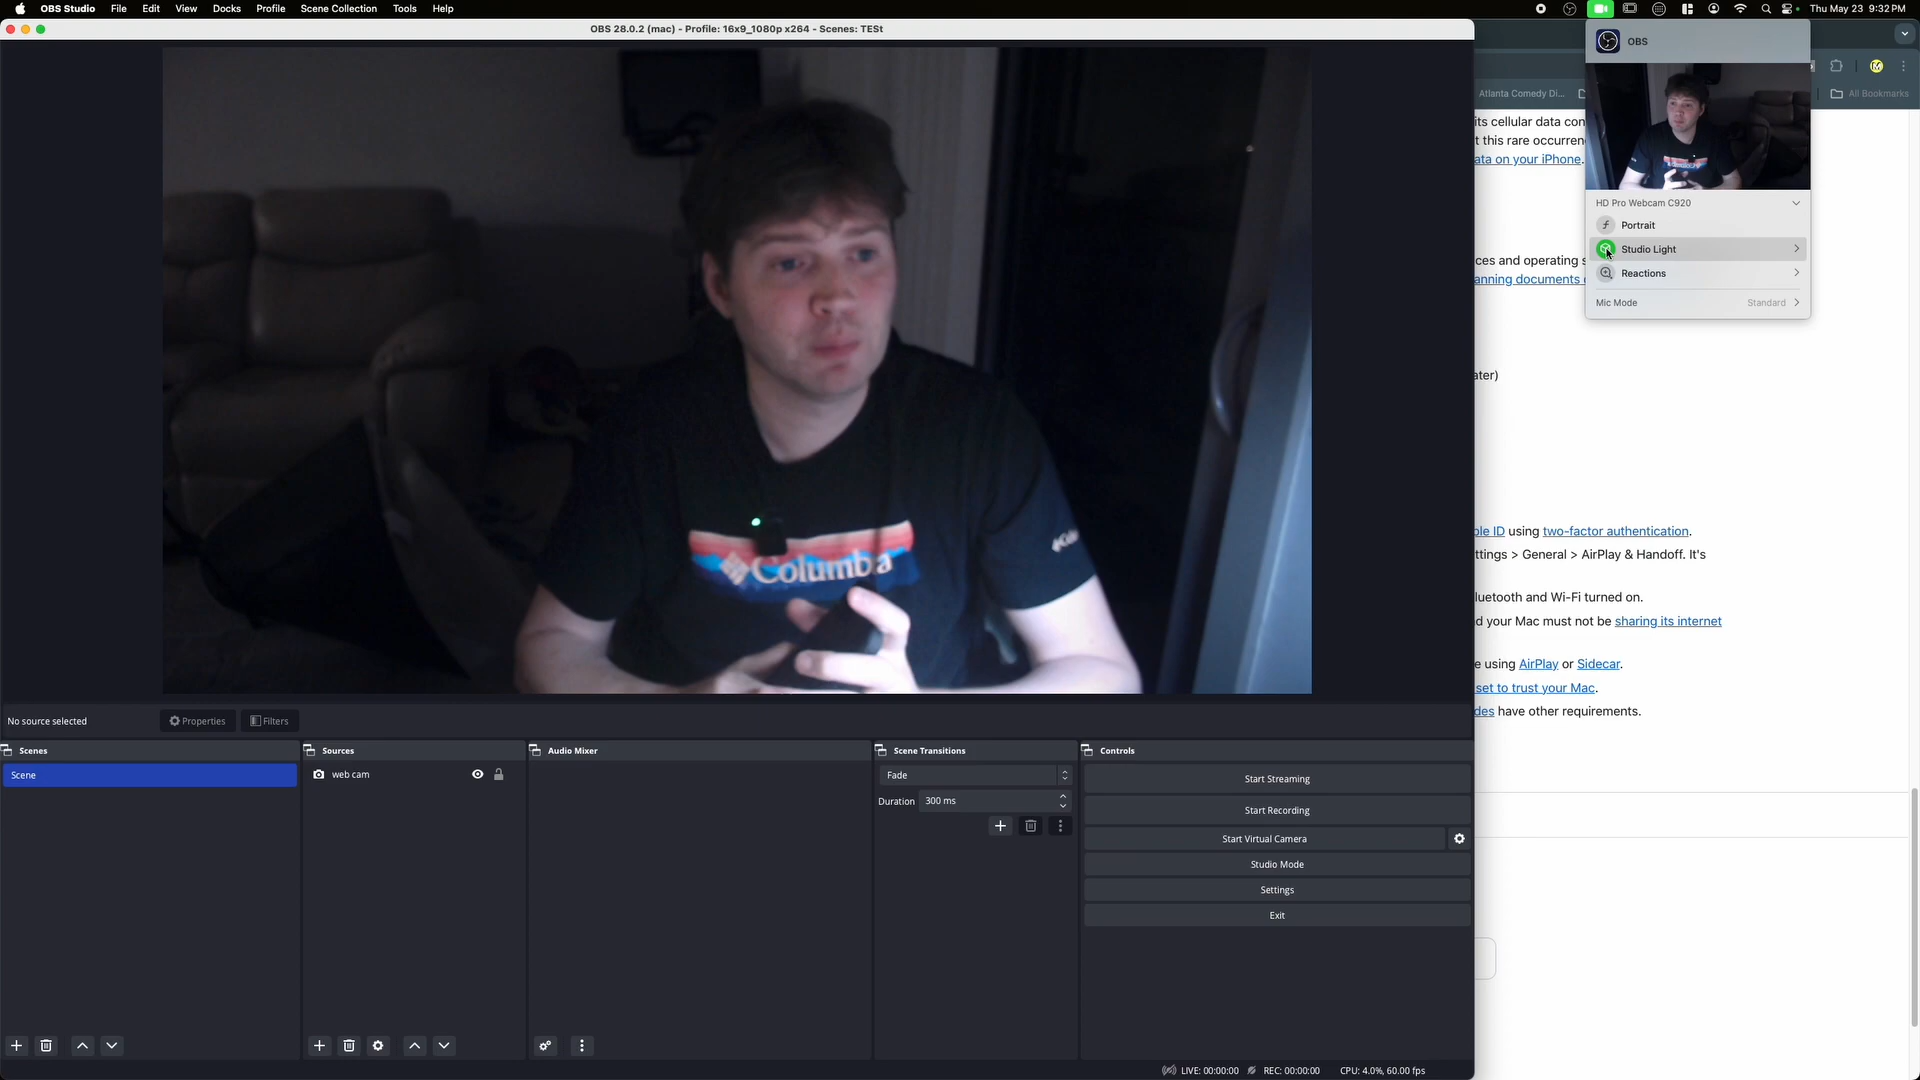 OBS Studio File Edit View Docks Profile Scene Collection Tools Help
Thu May 23 9:32 PM
OBS 28.0.2 (mac) - Profile: 16x9_1080p x264 - Scenes: TESt
OBS
Atlanta Comedy Di...
All Bookmarks
its cellular data con
t this rare occurren
ata on your iPhone.
HD Pro Webcam C920
Portrait
Studio Light
Reactions
Mic Mode Standard
ces and operating s
anning documents
ater)
Columbia
ple ID using two-factor authentication.
ttings > General > AirPlay & Handoff. It's
luetooth and Wi-Fi turned on.
d your Mac must not be sharing its internet
e using AirPlay or Sidecar.
set to trust your Mac.
des have other requirements.
No source selected Properties Filters
Scenes Sources Audio Mixer Scene Transitions Controls
Scene
web cam
Fade
Duration 300 ms
Start Streaming
Start Recording
Start Virtual Camera
Studio Mode
Settings
Exit
LIVE: 00:00:00 REC: 00:00:00 CPU: 4.0%, 60.00 fps